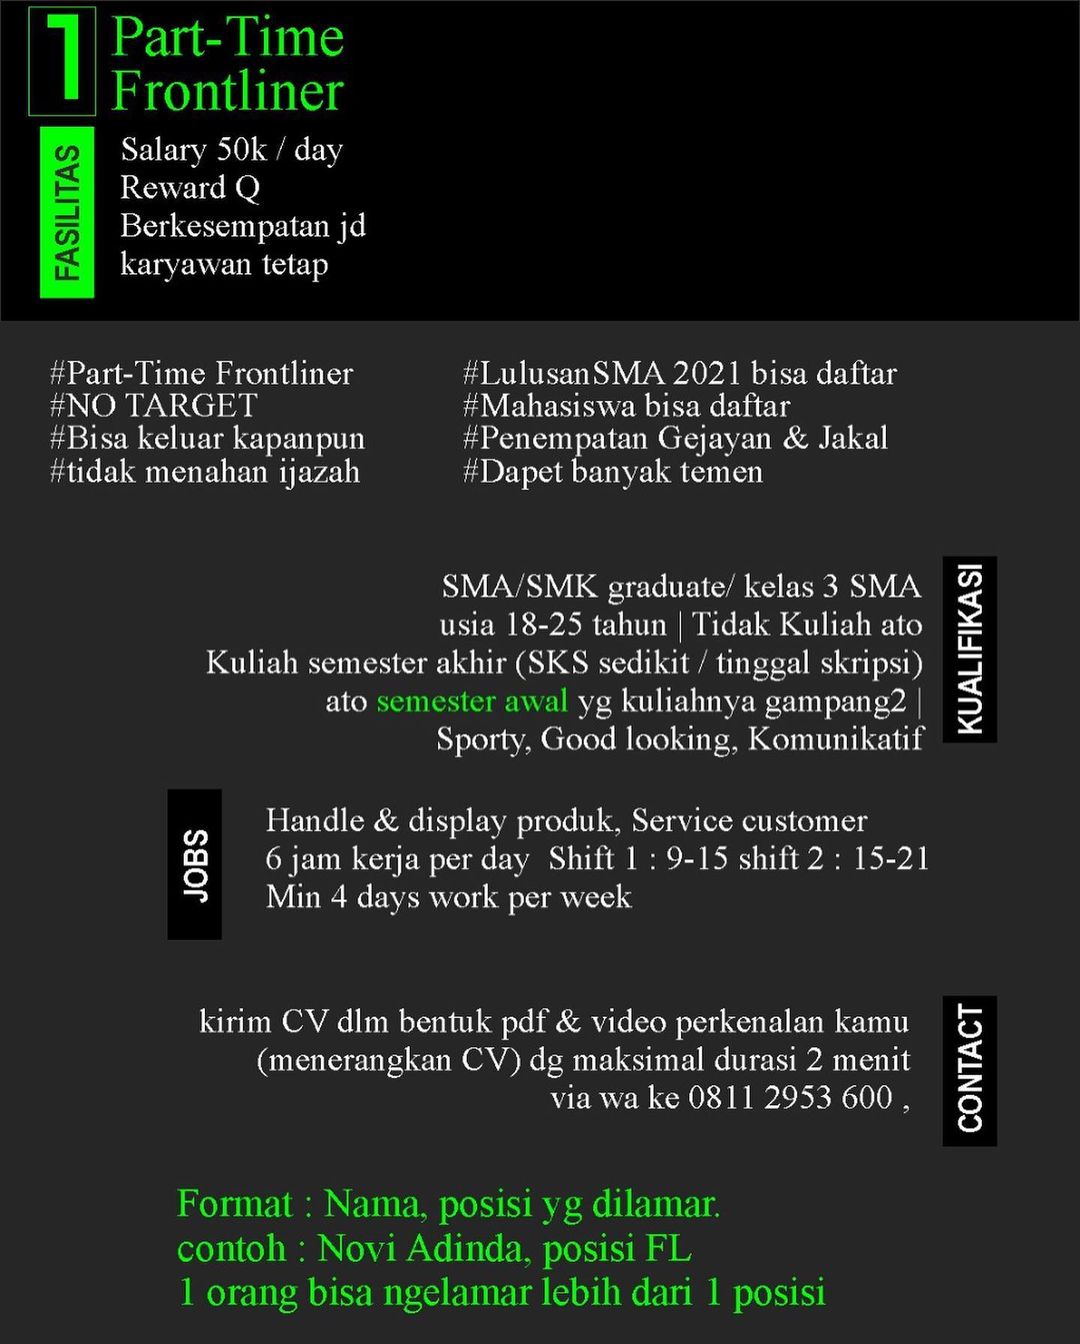 1
Part-Time
Frontliner
FASILITAS
Salary 50k / day
Reward Q
Berkesempatan jd
karyawan tetap
#Part-Time Frontliner
#NO TARGET
#Bisa keluar kapanpun
#tidak menahan ijazah
#LulusanSMA 2021 bisa daftar
#Mahasiswa bisa daftar
#Penempatan Gejayan & Jakal
#Dapet banyak temen
KUALIFIKASI
SMA/SMK graduate/ kelas 3 SMA
usia 18-25 tahun | Tidak Kuliah ato
Kuliah semester akhir (SKS sedikit / tinggal skripsi)
ato semester awal yg kuliahnya gampang2 |
Sporty, Good looking, Komunikatif
JOBS
Handle & display produk, Service customer
6 jam kerja per day Shift 1 : 9-15 shift 2 : 15-21
Min 4 days work per week
CONTACT
kirim CV dlm bentuk pdf & video perkenalan kamu
(menerangkan CV) dg maksimal durasi 2 menit
via wa ke 0811 2953 600 ,
Format : Nama, posisi yg dilamar.
contoh : Novi Adinda, posisi FL
1 orang bisa ngelamar lebih dari 1 posisi